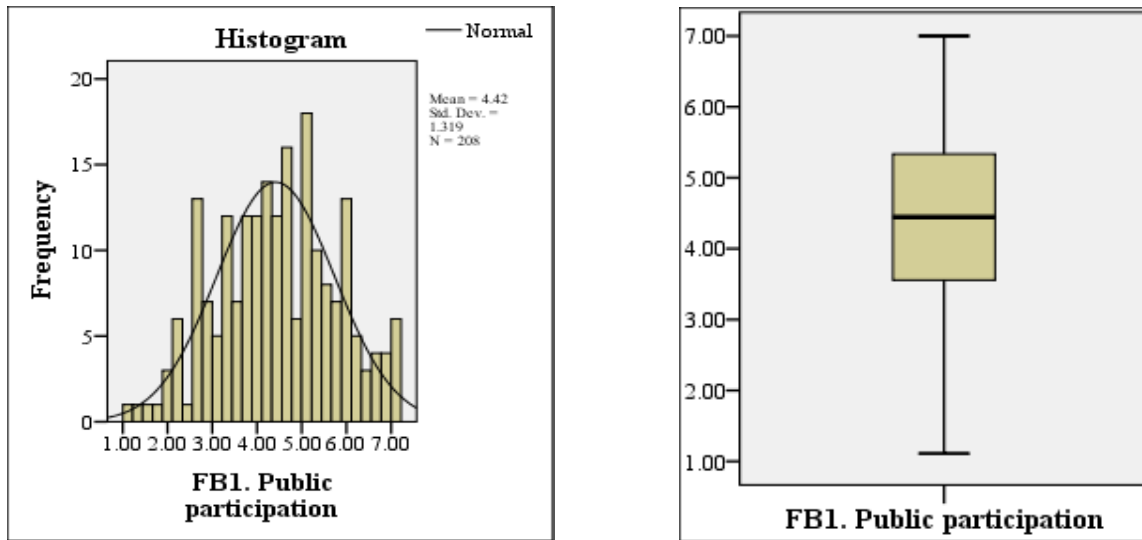 Histogram
Normal
Mean = 4.42
Std. Dev. =
1.319
N = 208
Frequency
20
15
10
5
0
1.00 2.00 3.00 4.00 5.00 6.00 7.00
FB1. Public
participation
7.00
6.00
5.00
4.00
3.00
2.00
1.00
FB1. Public participation